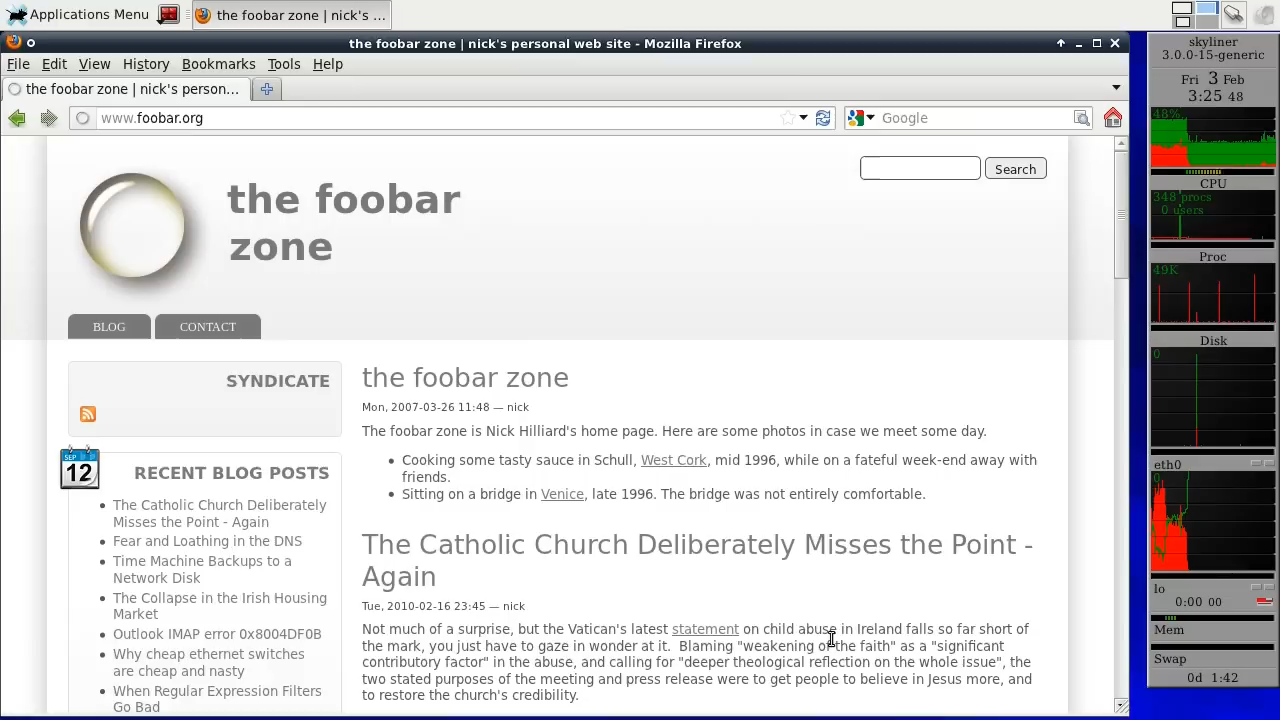 Applications Menu
the foobar zone | nick's ...
the foobar zone | nick's personal web site - Mozilla Firefox
File Edit View History Bookmarks Tools Help
the foobar zone | nick's person...
www.foobar.org
Google
Search
the foobar
zone
BLOG
CONTACT
SYNDICATE
SEP
12
RECENT BLOG POSTS
The Catholic Church Deliberately
Misses the Point - Again
Fear and Loathing in the DNS
Time Machine Backups to a
Network Disk
The Collapse in the Irish Housing
Market
Outlook IMAP error 0x8004DF0B
Why cheap ethernet switches
are cheap and nasty
When Regular Expression Filters
Go Bad
the foobar zone
Mon, 2007-03-26 11:48 — nick
The foobar zone is Nick Hilliard's home page. Here are some photos in case we meet some day.
Cooking some tasty sauce in Schull, West Cork, mid 1996, while on a fateful week-end away with
friends.
Sitting on a bridge in Venice, late 1996. The bridge was not entirely comfortable.
The Catholic Church Deliberately Misses the Point -
Again
Tue, 2010-02-16 23:45 — nick
Not much of a surprise, but the Vatican's latest statement on child abuse in Ireland falls so far short of
the mark, you just have to gaze in wonder at it.  Blaming "weakening of the faith" as a "significant
contributory factor" in the abuse, and calling for "deeper theological reflection on the whole issue", the
two stated purposes of the meeting and press release were to get people to believe in Jesus more, and
to restore the church's credibility.
skyliner
3.0.0-15-generic
Fri 3 Feb
3:25 48
48%
CPU
348 procs
0 users
Proc
49K
Disk
0
eth0
0
lo
0:00 00
Mem
Swap
0d 1:42